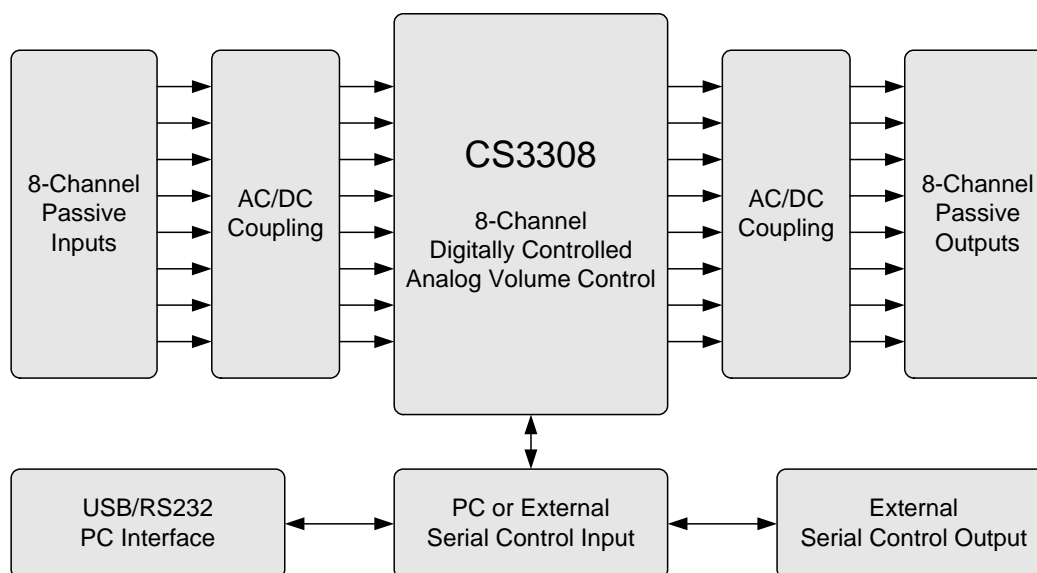 8-Channel
Passive
Inputs
AC/DC
Coupling
CS3308
8-Channel
Digitally Controlled
Analog Volume Control
AC/DC
Coupling
8-Channel
Passive
Outputs
USB/RS232
PC Interface
PC or External
Serial Control Input
External
Serial Control Output